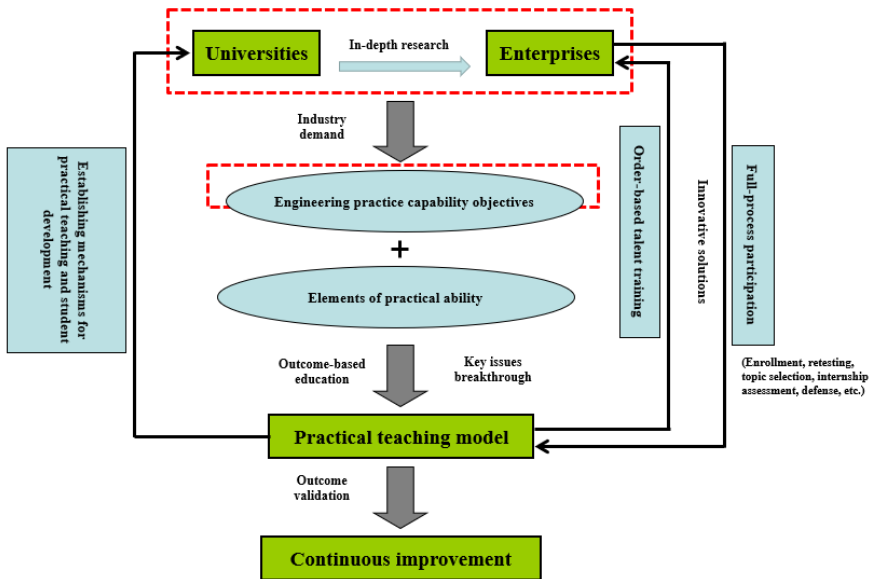 Universities
In-depth research
Enterprises
Industry
demand
Establishing mechanisms for
practical teaching and student
development
Engineering practice capability objectives
+
Elements of practical ability
Order-based talent training
Innovative solutions
Full-process participation
(Enrollment, retesting,
topic selection, internship
assessment, defense, etc.)
Outcome-based
education
Key issues
breakthrough
Practical teaching model
Outcome
validation
Continuous improvement